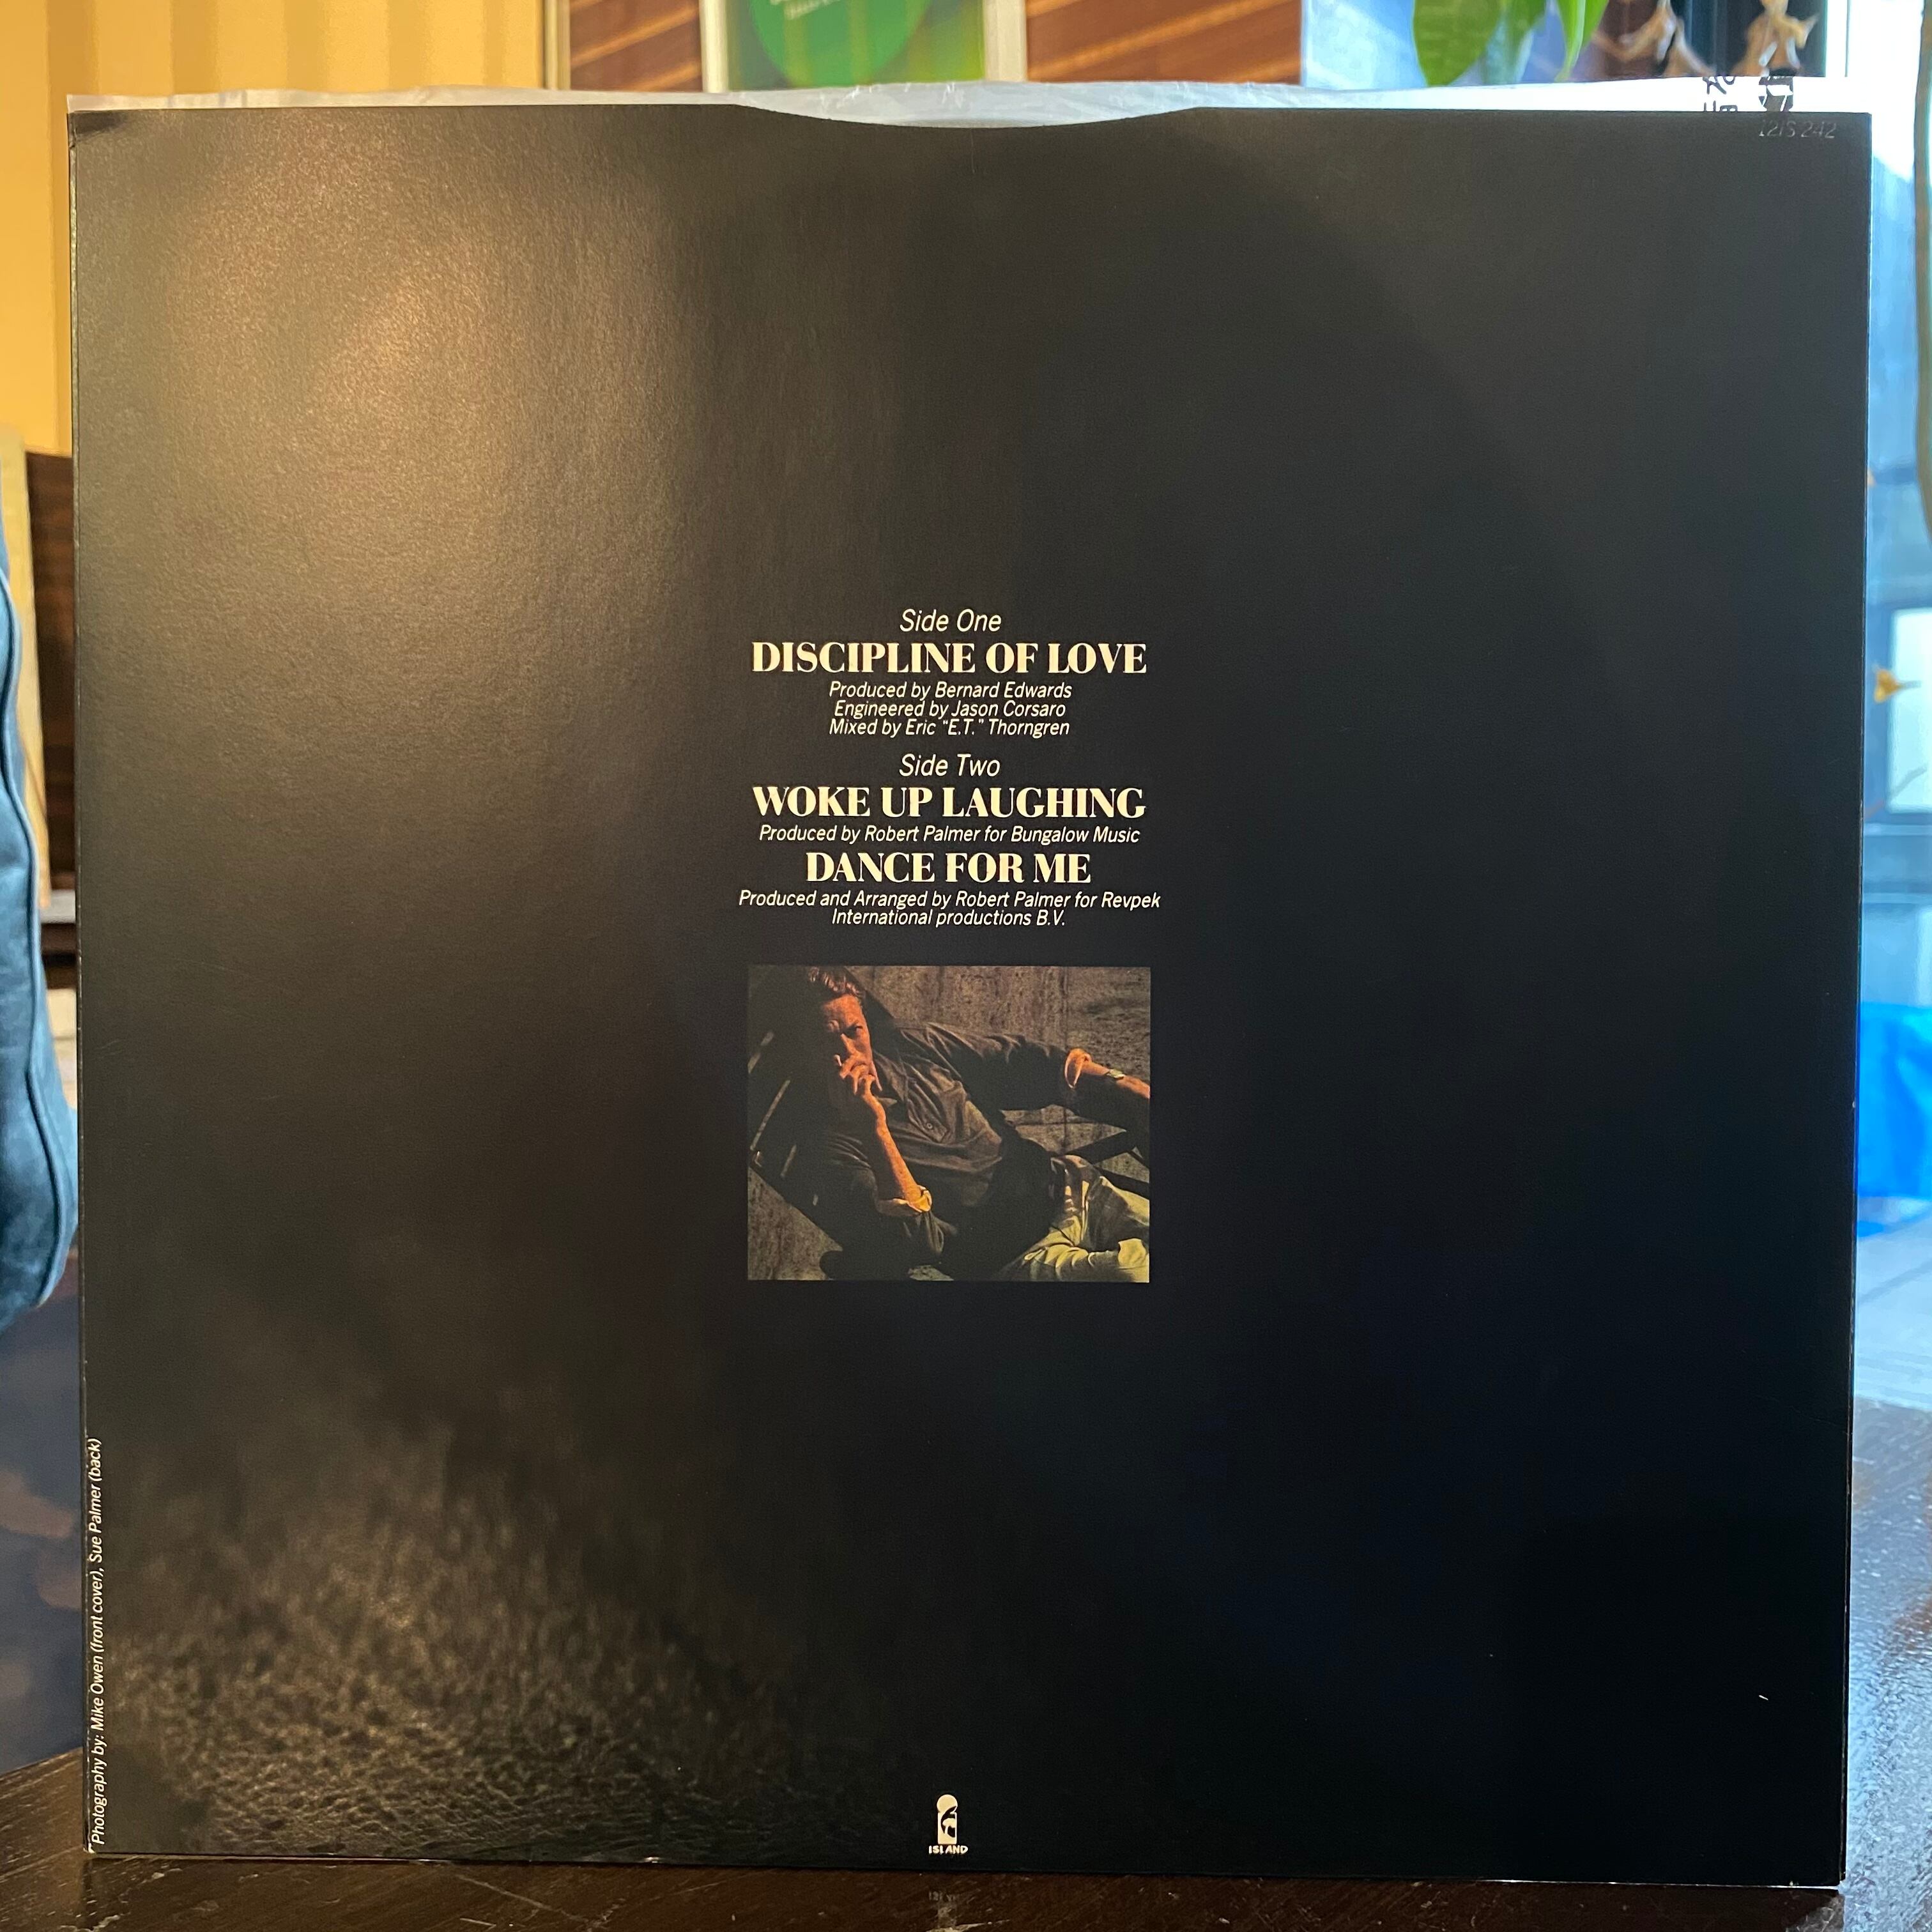 12IS 242
Side One
DISCIPLINE OF LOVE
Produced by Bernard Edwards
Engineered by Jason Corsaro
Mixed by Eric “E.T.” Thorngren
Side Two
WOKE UP LAUGHING
Produced by Robert Palmer for Bungalow Music
DANCE FOR ME
Produced and Arranged by Robert Palmer for Revpek
International productions B.V.
Photography by: Mike Owen (front cover), Sue Palmer (back)
ISLAND